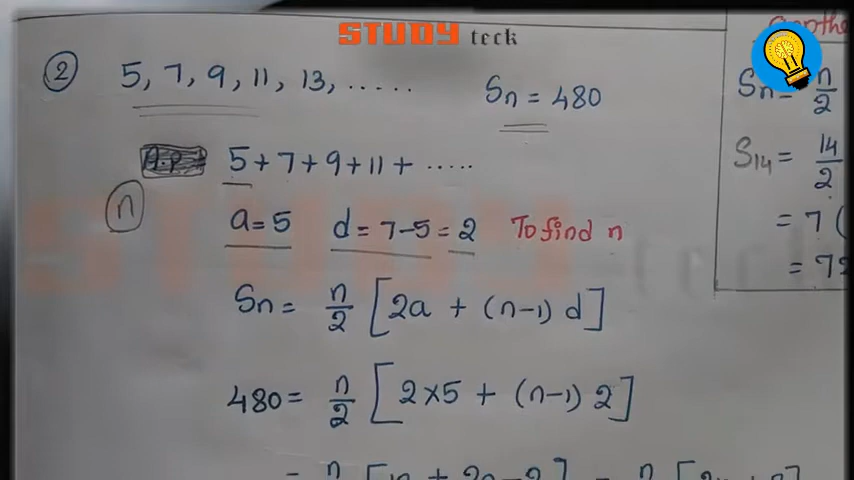 STUDY teck
② 5, 7, 9, 11, 13, ..... Sn = 480
5 + 7 + 9 + 11 + .....
n
a = 5 d = 7-5 = 2 To find n
Sn = n/2 [2a + (n-1) d]
480 = n/2 [2×5 + (n-1) 2]
Sn = n/2
S14 = 14/2
= 7 (
= 72